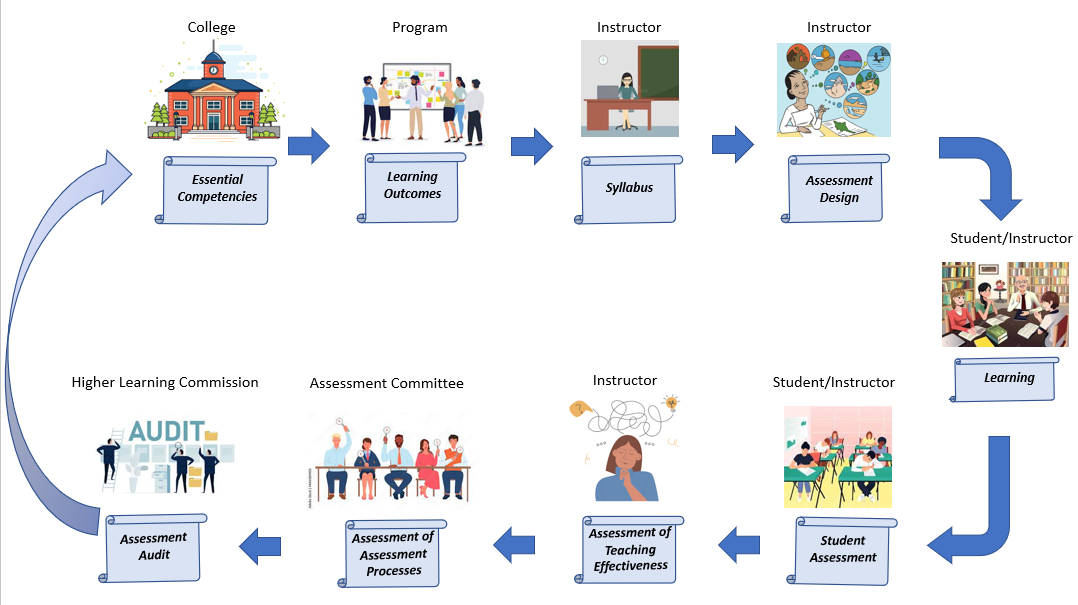 College
Program
Instructor
Instructor
Essential
Competencies
Learning
Outcomes
Syllabus
Assessment
Design
Student/Instructor
Learning
Higher Learning Commission
Assessment Committee
Instructor
Student/Instructor
AUDIT
Assessment
Audit
Assessment of
Assessment
Processes
Assessment of
Teaching
Effectiveness
Student
Assessment